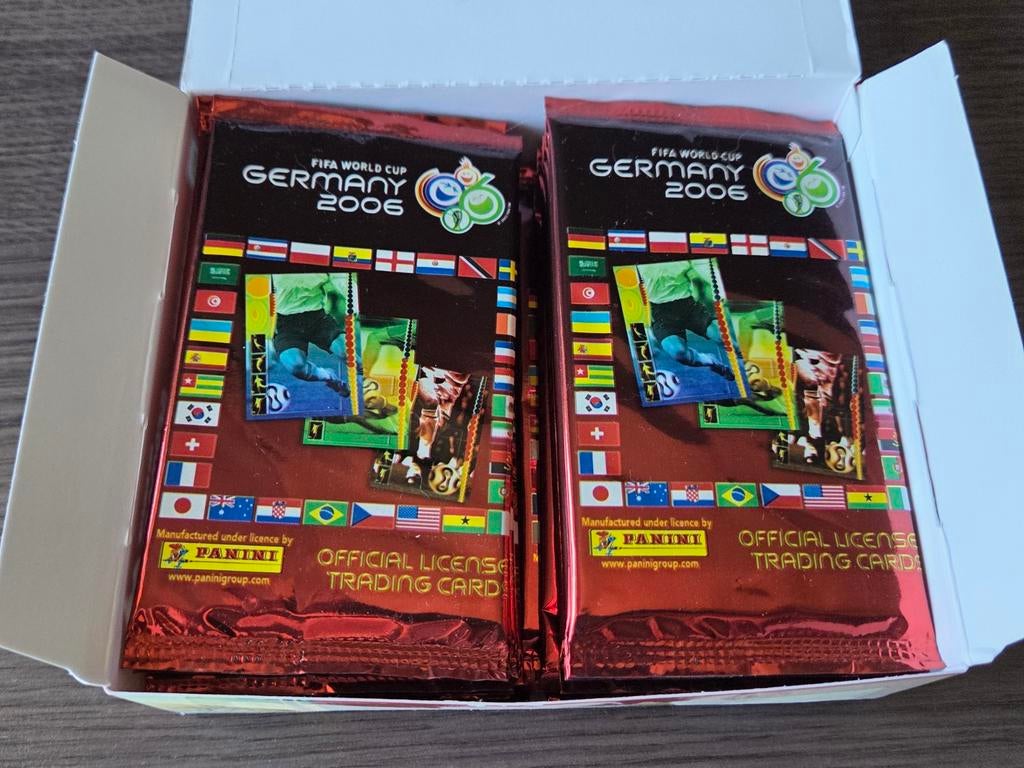 FIFA WORLD CUP
GERMANY
2006
Manufactured under licence by
PANINI
www.paninigroup.com
OFFICIAL LICENSE
TRADING CARDS
FIFA WORLD CUP
GERMANY
2006
Manufactured under licence by
PANINI
www.paninigroup.com
OFFICIAL LICENSE
TRADING CARDS